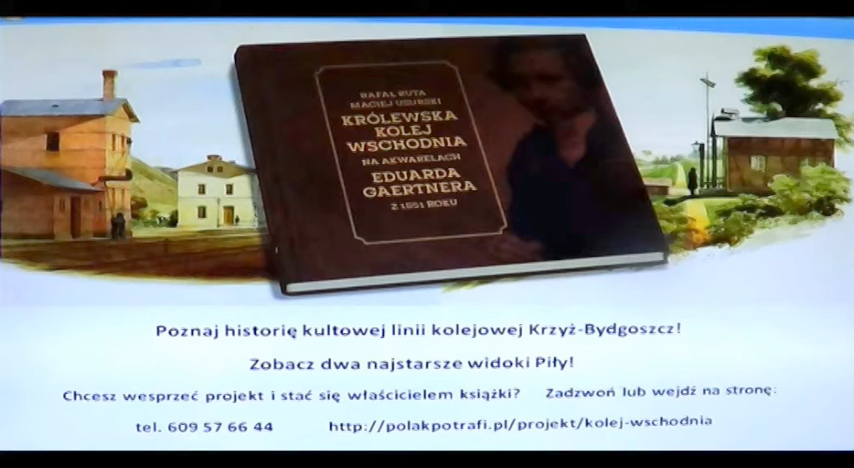 RAFAŁ RUTA
MACIEJ USURSKI
KRÓLEWSKA
KOLEJ
WSCHODNIA
NA AKWARELACH
EDUARDA
GAERTNERA
Z 1851 ROKU
Poznaj historię kultowej linii kolejowej Krzyż-Bydgoszcz!
Zobacz dwa najstarsze widoki Piły!
Chcesz wesprzeć projekt i stać się właścicielem książki? Zadzwoń lub wejdź na stronę:
tel. 609 57 66 44 http://polakpotrafi.pl/projekt/kolej-wschodnia